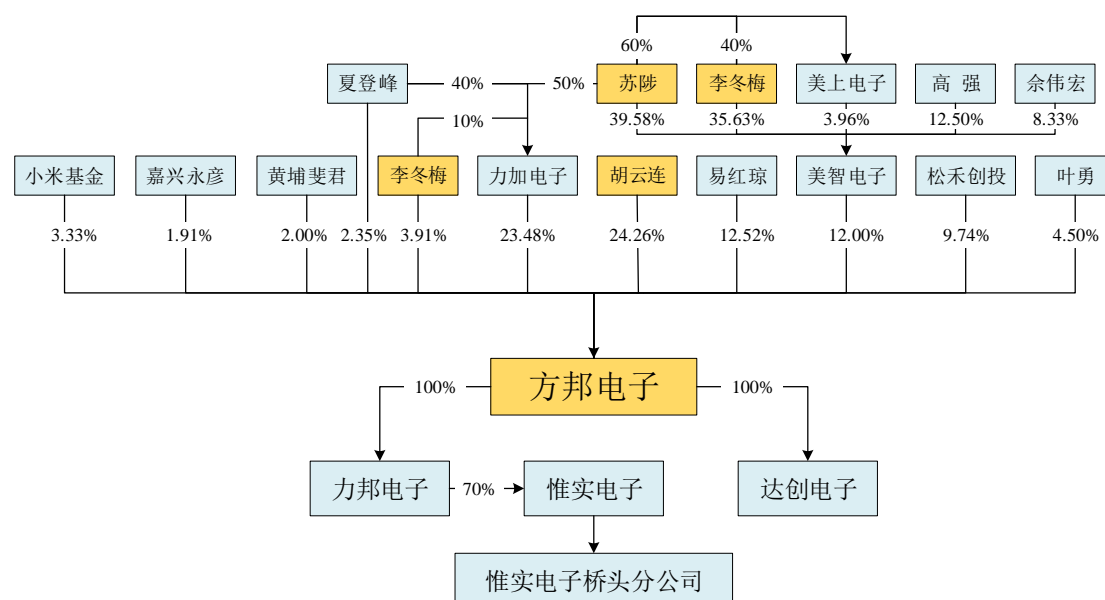 60% 40%
夏登峰 40% 50% 苏陟 李冬梅 美上电子 高 强 佘伟宏
10% 39.58% 35.63% 3.96% 12.50% 8.33%
小米基金 嘉兴永彦 黄埔斐君 李冬梅 力加电子 胡云连 易红琼 美智电子 松禾创投 叶勇
3.33% 1.91% 2.00% 2.35% 3.91% 23.48% 24.26% 12.52% 12.00% 9.74% 4.50%
100% 方邦电子 100%
力邦电子 70% 惟实电子 达创电子
惟实电子桥头分公司